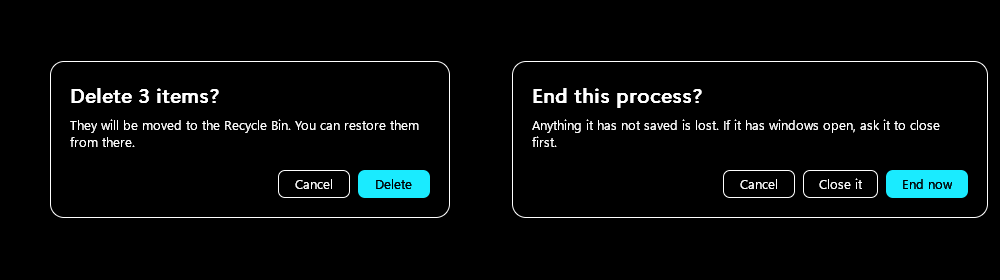 Delete 3 items?
They will be moved to the Recycle Bin. You can restore them
from there.
Cancel
Delete
End this process?
Anything it has not saved is lost. If it has windows open, ask it to close
first.
Cancel
Close it
End now